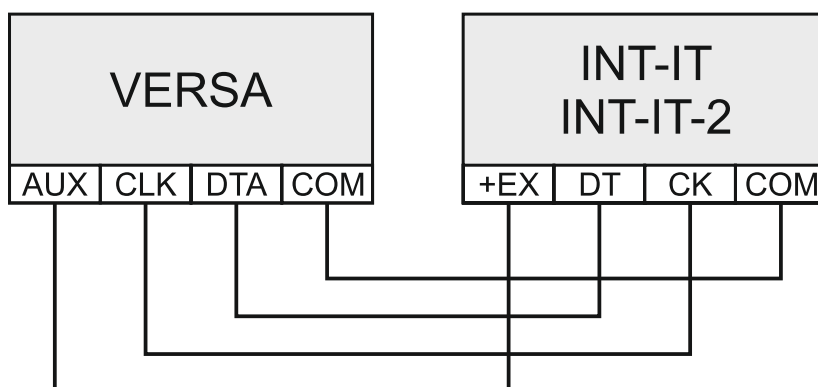 VERSA
INT-IT
INT-IT-2
AUX CLK DTA COM
+EX DT CK COM